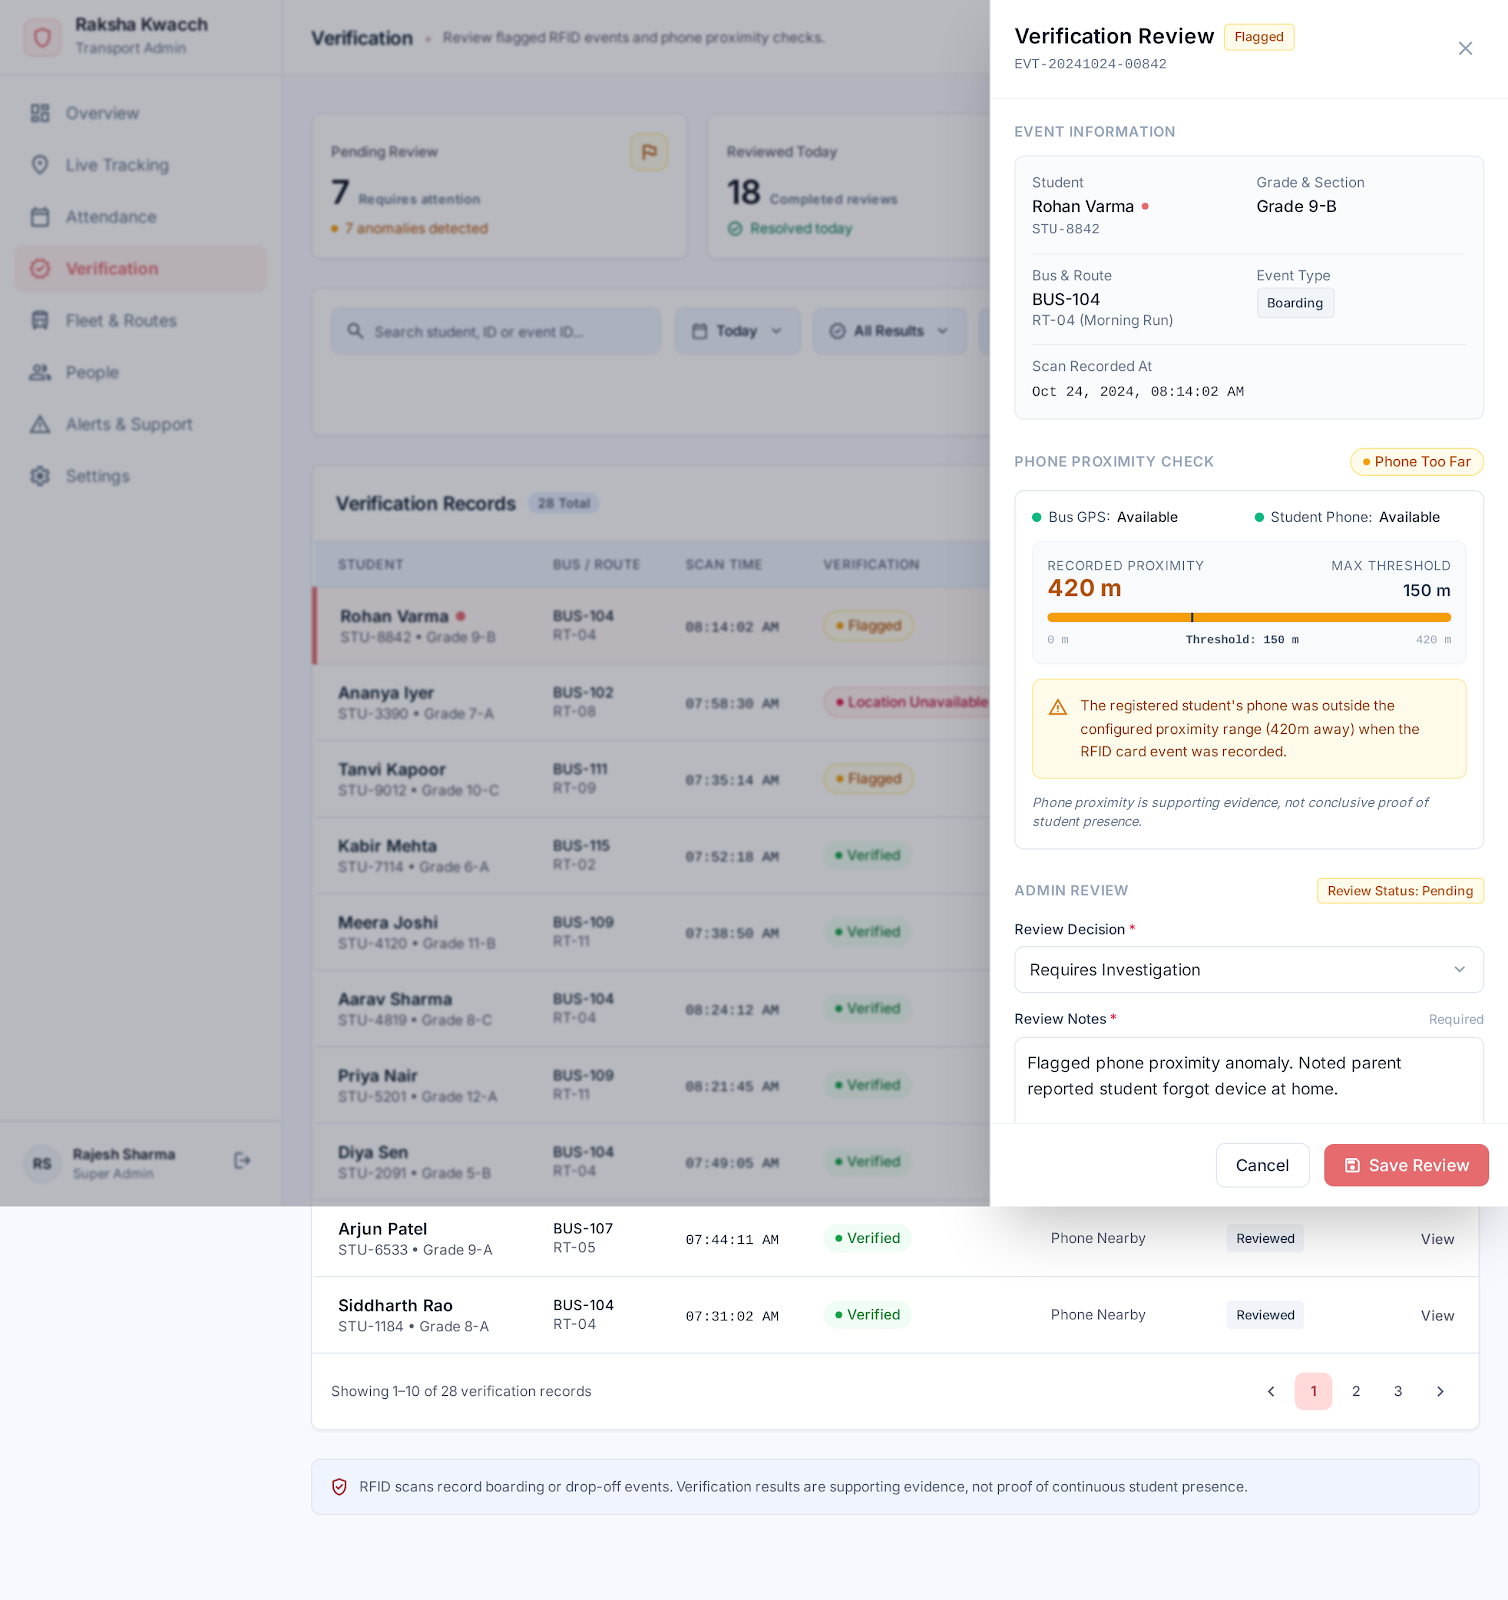 Raksha Kwacch
Transport Admin
Overview
Live Tracking
Attendance
Verification
Fleet & Routes
People
Alerts & Support
Settings
RS
Rajesh Sharma
Super Admin
Verification • Review flagged RFID events and phone proximity checks.
Pending Review
7 Requires attention
7 anomalies detected
Reviewed Today
18 Completed reviews
Resolved today
Search student, ID or event ID...
Today
All Results
Verification Records 28 Total
STUDENT BUS / ROUTE SCAN TIME VERIFICATION
Rohan Varma BUS-104 08:14:02 AM Flagged
STU-8842 • Grade 9-B RT-04
Ananya Iyer BUS-102 07:58:30 AM Location Unavailable
STU-3390 • Grade 7-A RT-08
Tanvi Kapoor BUS-111 07:35:14 AM Flagged
STU-9012 • Grade 10-C RT-09
Kabir Mehta BUS-115 07:52:18 AM Verified
STU-7114 • Grade 6-A RT-02
Meera Joshi BUS-109 07:38:50 AM Verified
STU-4120 • Grade 11-B RT-11
Aarav Sharma BUS-104 08:24:12 AM Verified
STU-4819 • Grade 8-C RT-04
Priya Nair BUS-109 08:21:45 AM Verified
STU-5201 • Grade 12-A RT-11
Diya Sen BUS-104 07:49:05 AM Verified
STU-2091 • Grade 5-B RT-04
Arjun Patel BUS-107 07:44:11 AM Verified Phone Nearby Reviewed View
STU-6533 • Grade 9-A RT-05
Siddharth Rao BUS-104 07:31:02 AM Verified Phone Nearby Reviewed View
STU-1184 • Grade 8-A RT-04
Showing 1–10 of 28 verification records
1 2 3
RFID scans record boarding or drop-off events. Verification results are supporting evidence, not proof of continuous student presence.
Verification Review Flagged
EVT-20241024-00842
EVENT INFORMATION
Student Grade & Section
Rohan Varma Grade 9-B
STU-8842
Bus & Route Event Type
BUS-104 Boarding
RT-04 (Morning Run)
Scan Recorded At
Oct 24, 2024, 08:14:02 AM
PHONE PROXIMITY CHECK Phone Too Far
Bus GPS: Available Student Phone: Available
RECORDED PROXIMITY MAX THRESHOLD
420 m 150 m
0 m Threshold: 150 m 420 m
The registered student's phone was outside the
configured proximity range (420m away) when the
RFID card event was recorded.
Phone proximity is supporting evidence, not conclusive proof of
student presence.
ADMIN REVIEW Review Status: Pending
Review Decision *
Requires Investigation
Review Notes * Required
Flagged phone proximity anomaly. Noted parent
reported student forgot device at home.
Cancel Save Review